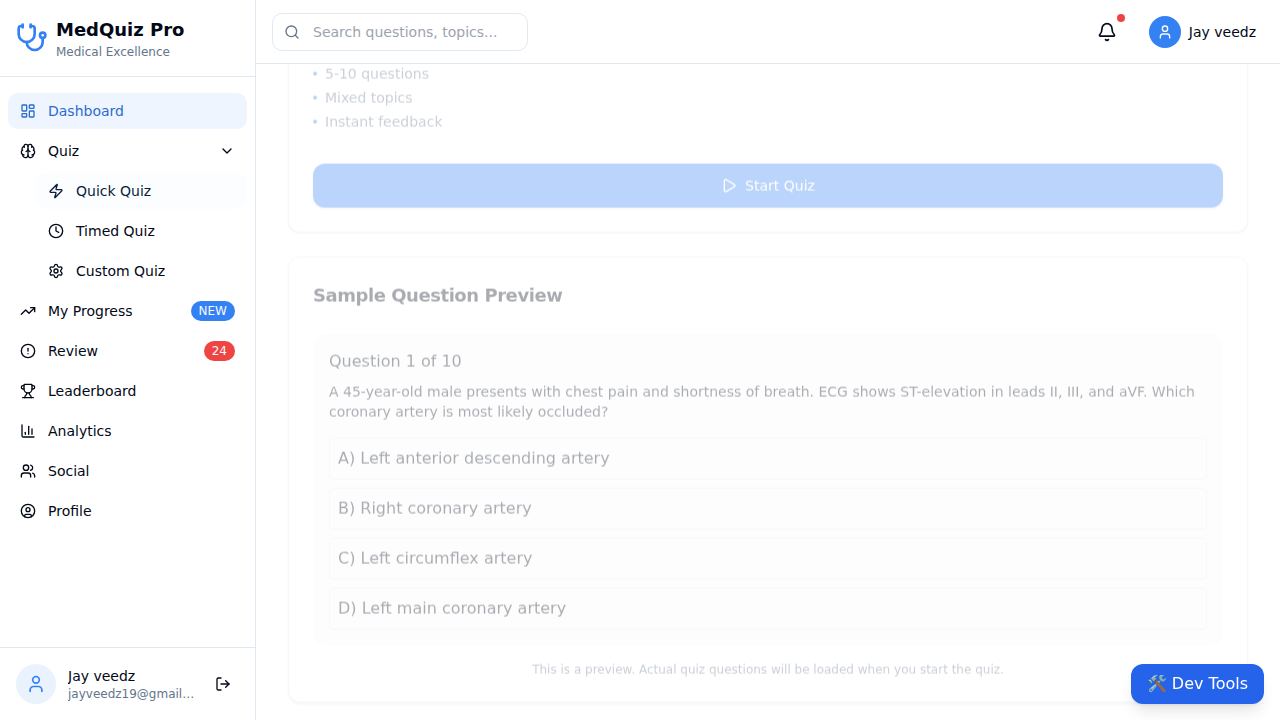 MedQuiz Pro
Medical Excellence
Search questions, topics...
Jay veedz
Dashboard
Quiz
Quick Quiz
Timed Quiz
Custom Quiz
My Progress NEW
Review 24
Leaderboard
Analytics
Social
Profile
Jay veedz
jayveedz19@gmail...
• 5-10 questions
• Mixed topics
• Instant feedback
Start Quiz
Sample Question Preview
Question 1 of 10
A 45-year-old male presents with chest pain and shortness of breath. ECG shows ST-elevation in leads II, III, and aVF. Which
coronary artery is most likely occluded?
A) Left anterior descending artery
B) Right coronary artery
C) Left circumflex artery
D) Left main coronary artery
This is a preview. Actual quiz questions will be loaded when you start the quiz.
🛠️ Dev Tools